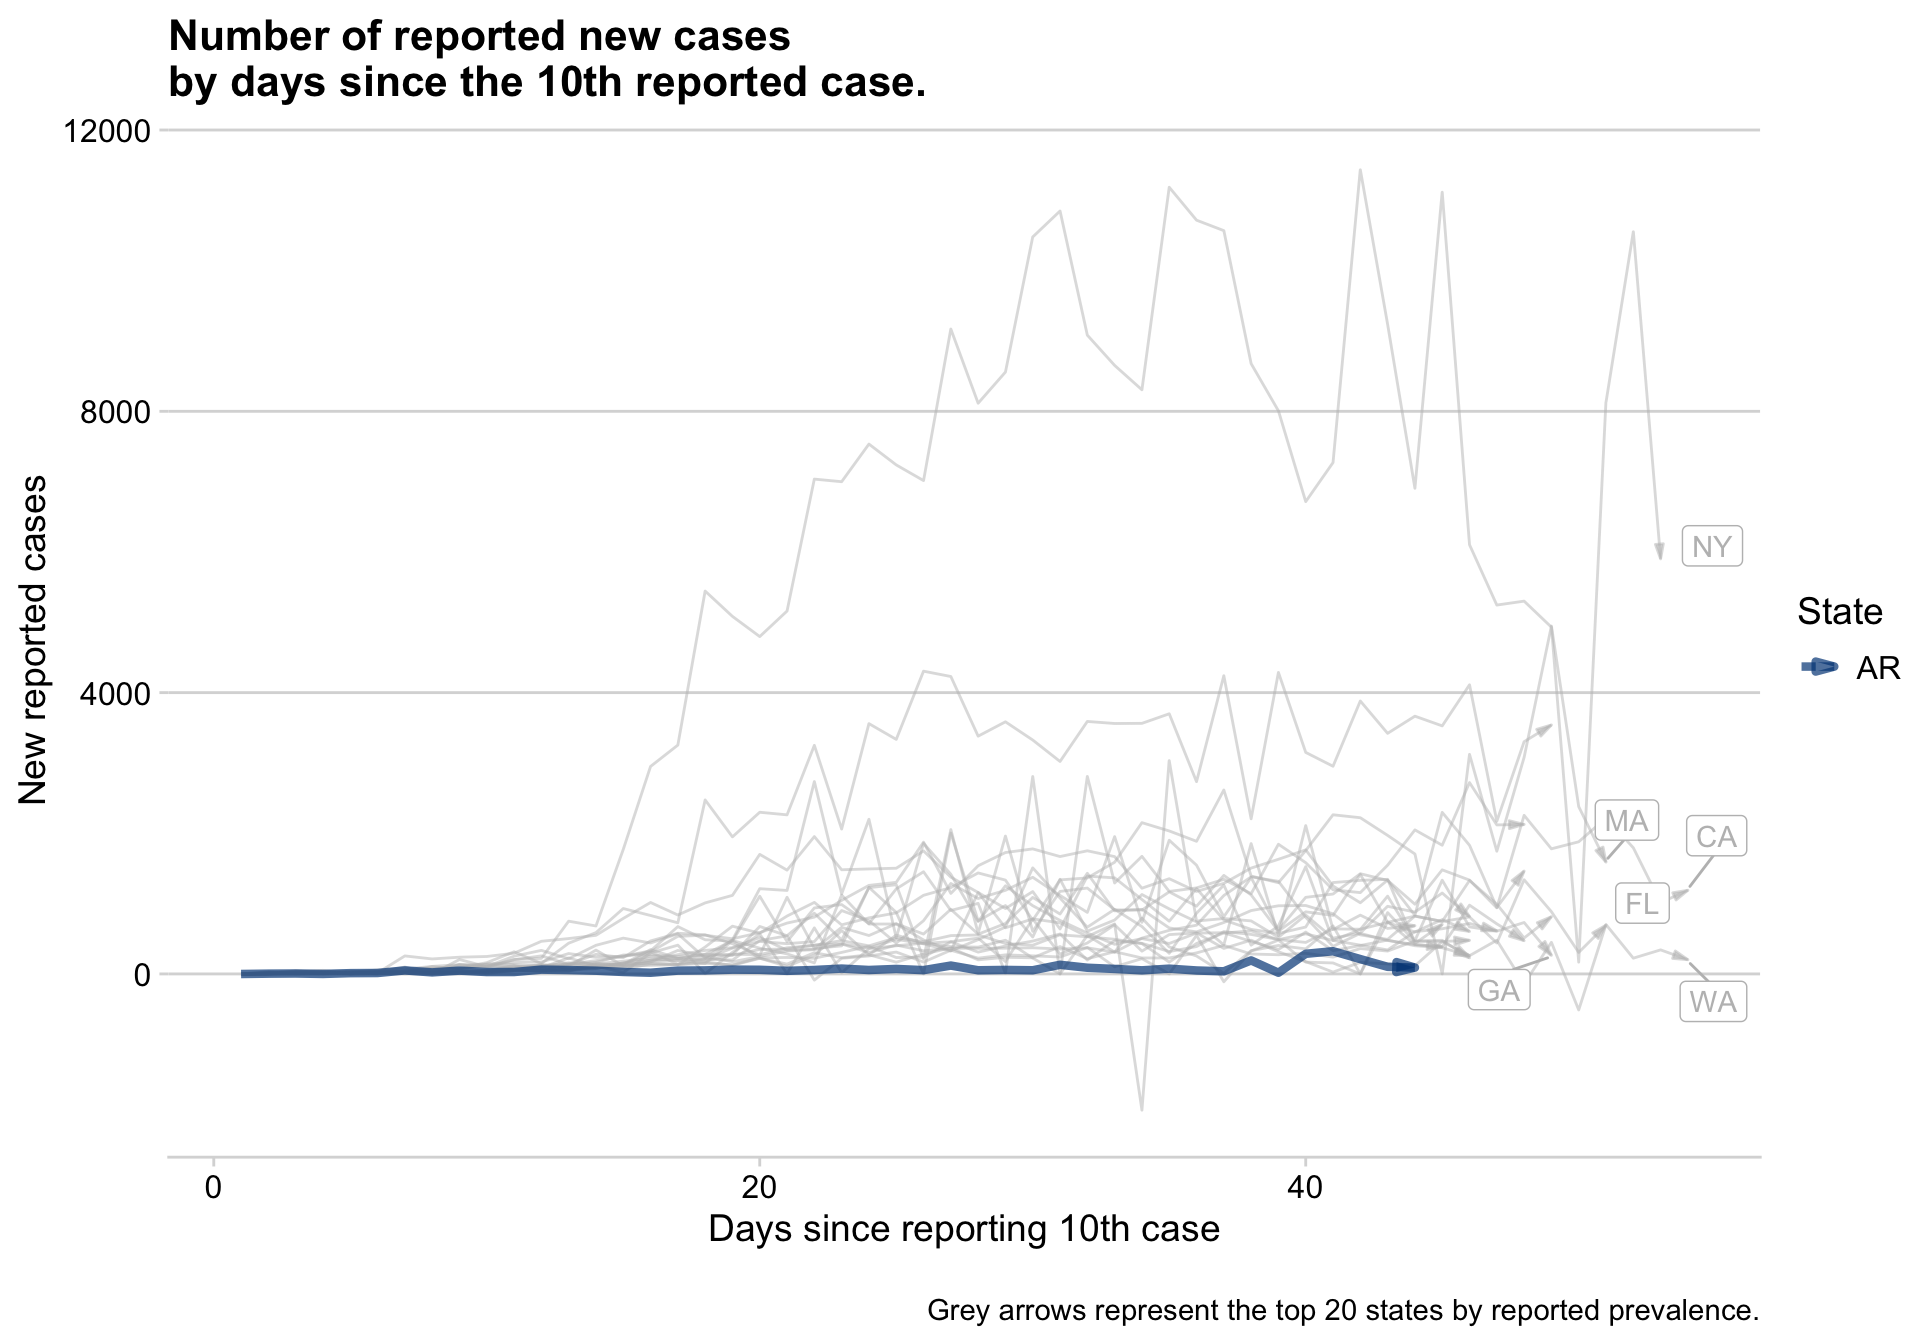 Number of reported new cases
by days since the 10th reported case.
12000
8000
4000
0
New reported cases
NY
MA
CA
FL
GA
WA
State
AR
0
20
40
Days since reporting 10th case
Grey arrows represent the top 20 states by reported prevalence.